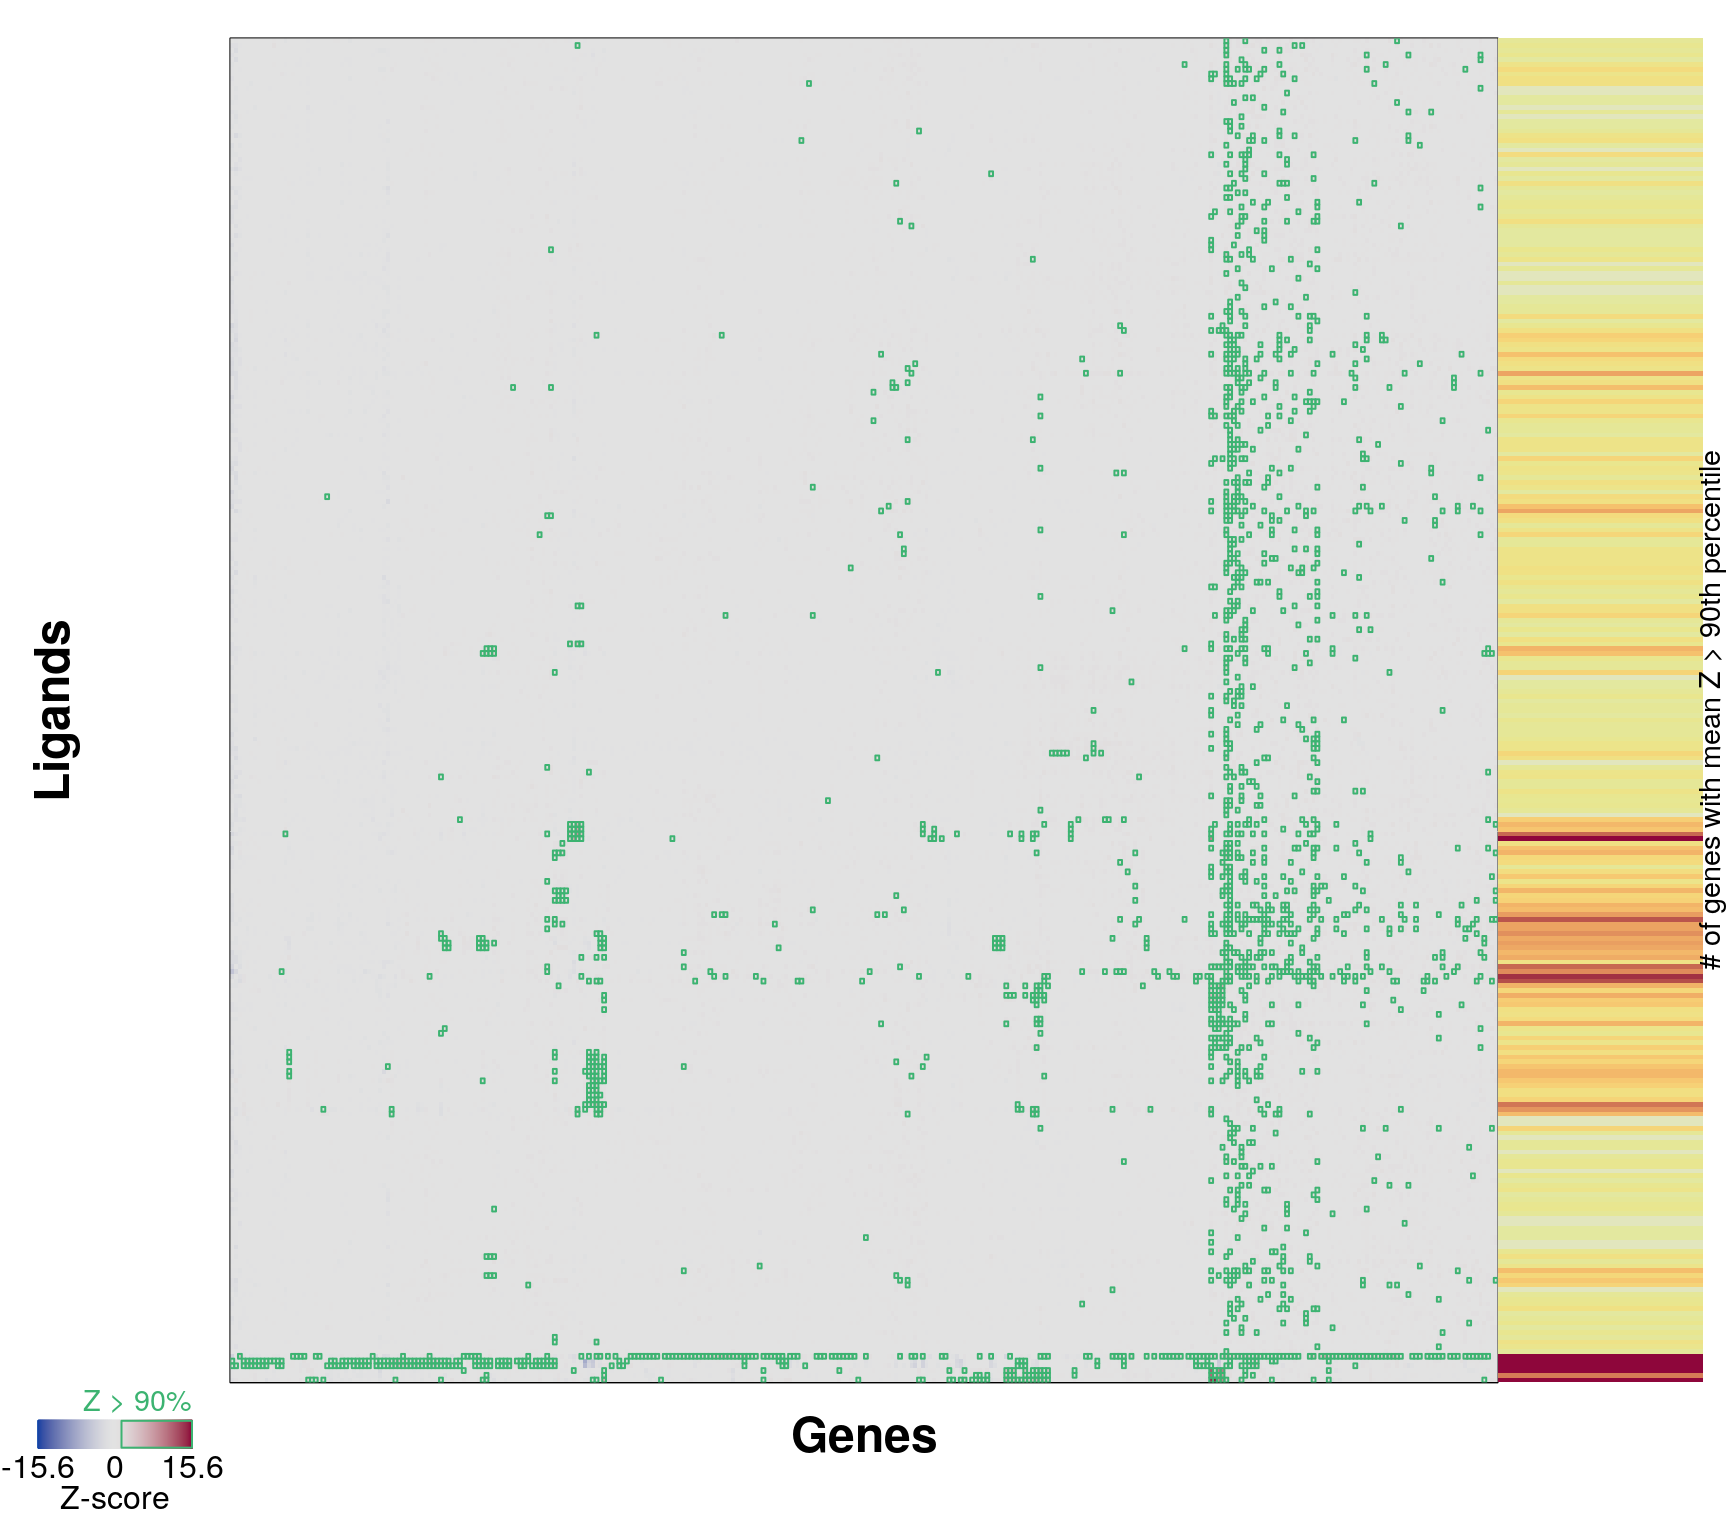 Ligands
# of genes with mean Z > 90th percentile
Z > 90%
-15.6 0 15.6
Z-score
Genes